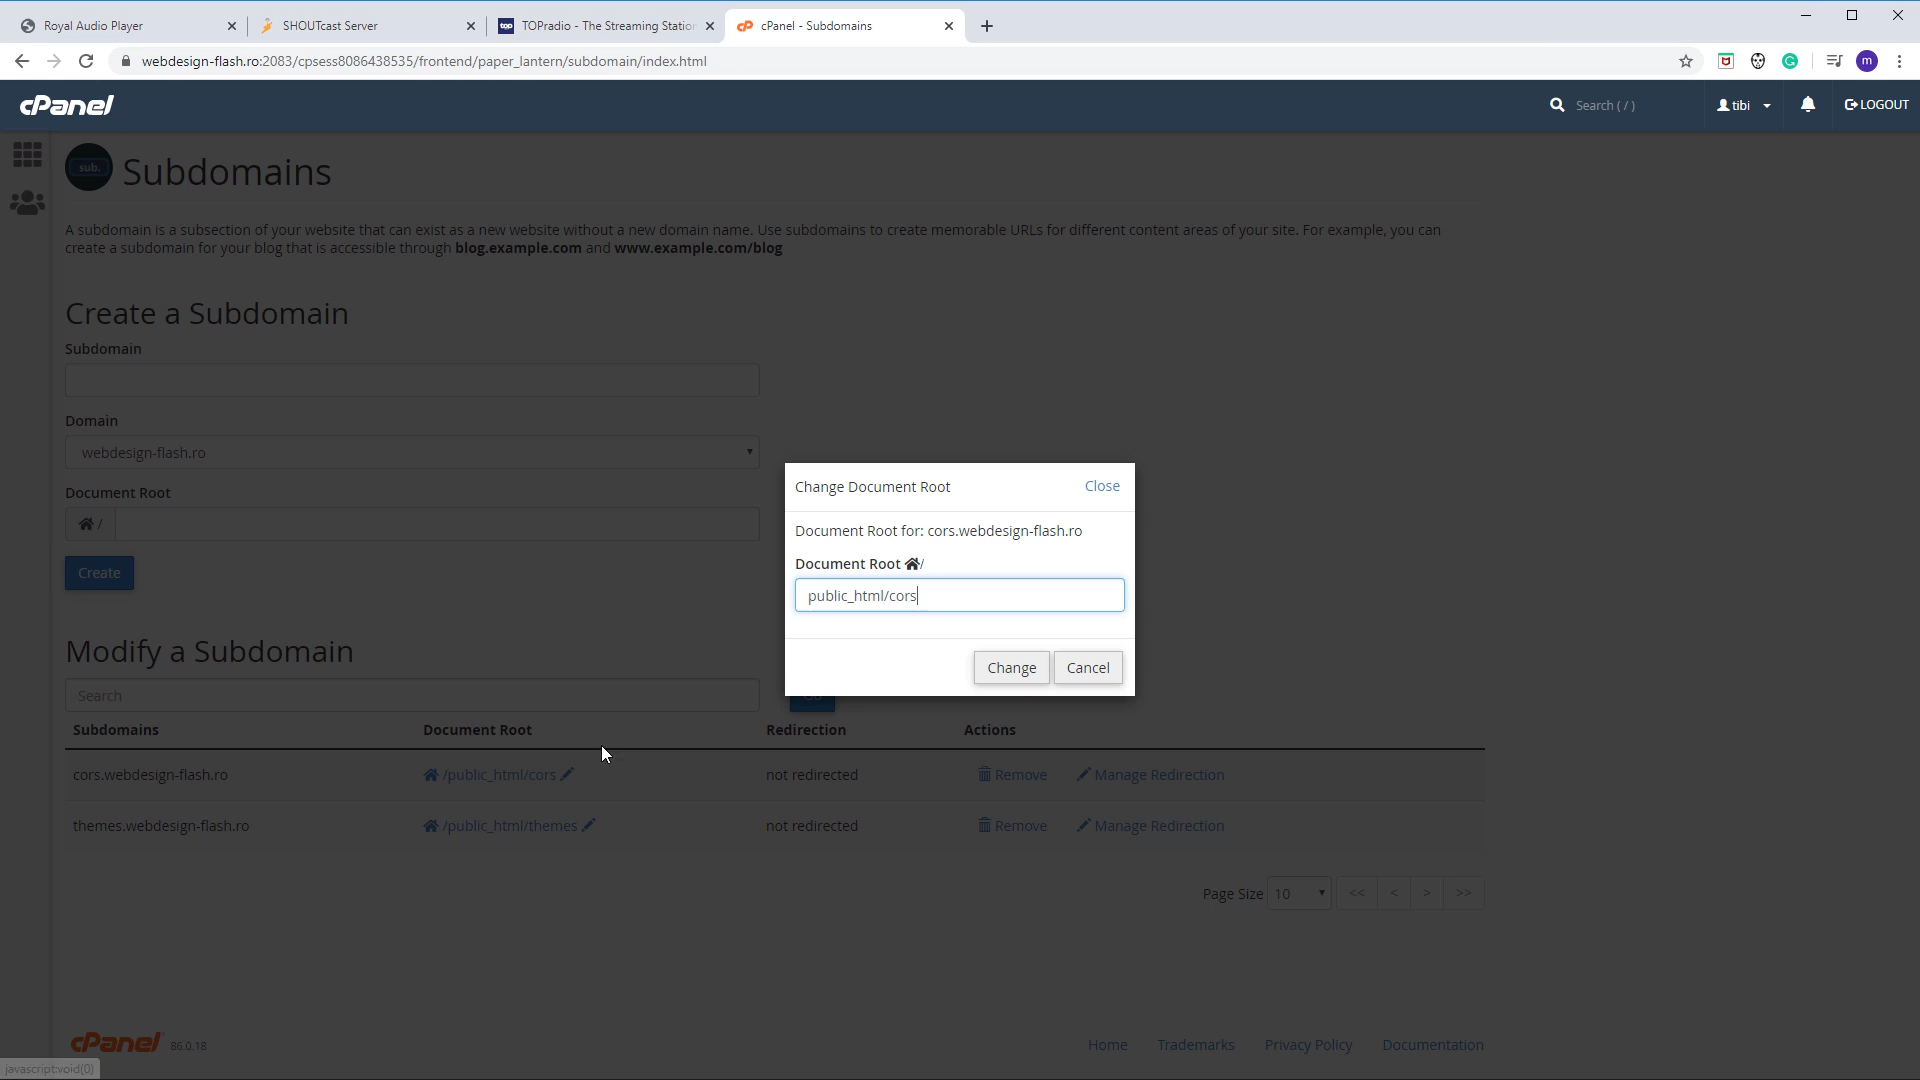 Royal Audio Player
SHOUTcast Server
top TOPradio - The Streaming Station
cPanel - Subdomains
webdesign-flash.ro:2083/cpsess8086438535/frontend/paper_lantern/subdomain/index.html
m
cPanel
Search ( / )
tibi
LOGOUT
sub. Subdomains
A subdomain is a subsection of your website that can exist as a new website without a new domain name. Use subdomains to create memorable URLs for different content areas of your site. For example, you can
create a subdomain for your blog that is accessible through blog.example.com and www.example.com/blog
Create a Subdomain
Subdomain
Domain
webdesign-flash.ro
Document Root
/
Create
Change Document Root
Close
Document Root for: cors.webdesign-flash.ro
Document Root /
public_html/cors
Change
Cancel
Modify a Subdomain
Search
Subdomains Document Root Redirection Actions
cors.webdesign-flash.ro /public_html/cors not redirected Remove Manage Redirection
themes.webdesign-flash.ro /public_html/themes not redirected Remove Manage Redirection
Page Size 10 << < > >>
cPanel 86.0.18
Home Trademarks Privacy Policy Documentation
javascript:void(0)